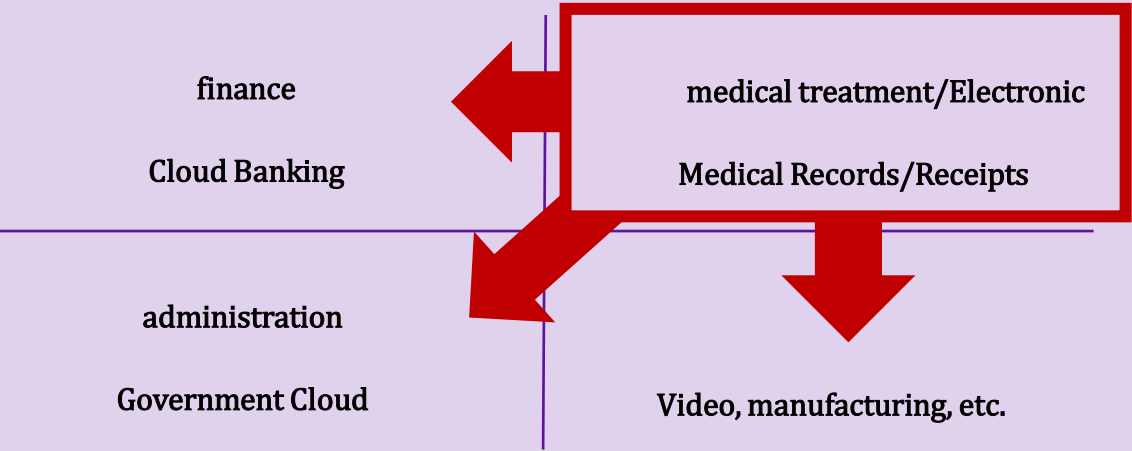 finance
Cloud Banking
medical treatment/Electronic
Medical Records/Receipts
administration
Government Cloud
Video, manufacturing, etc.